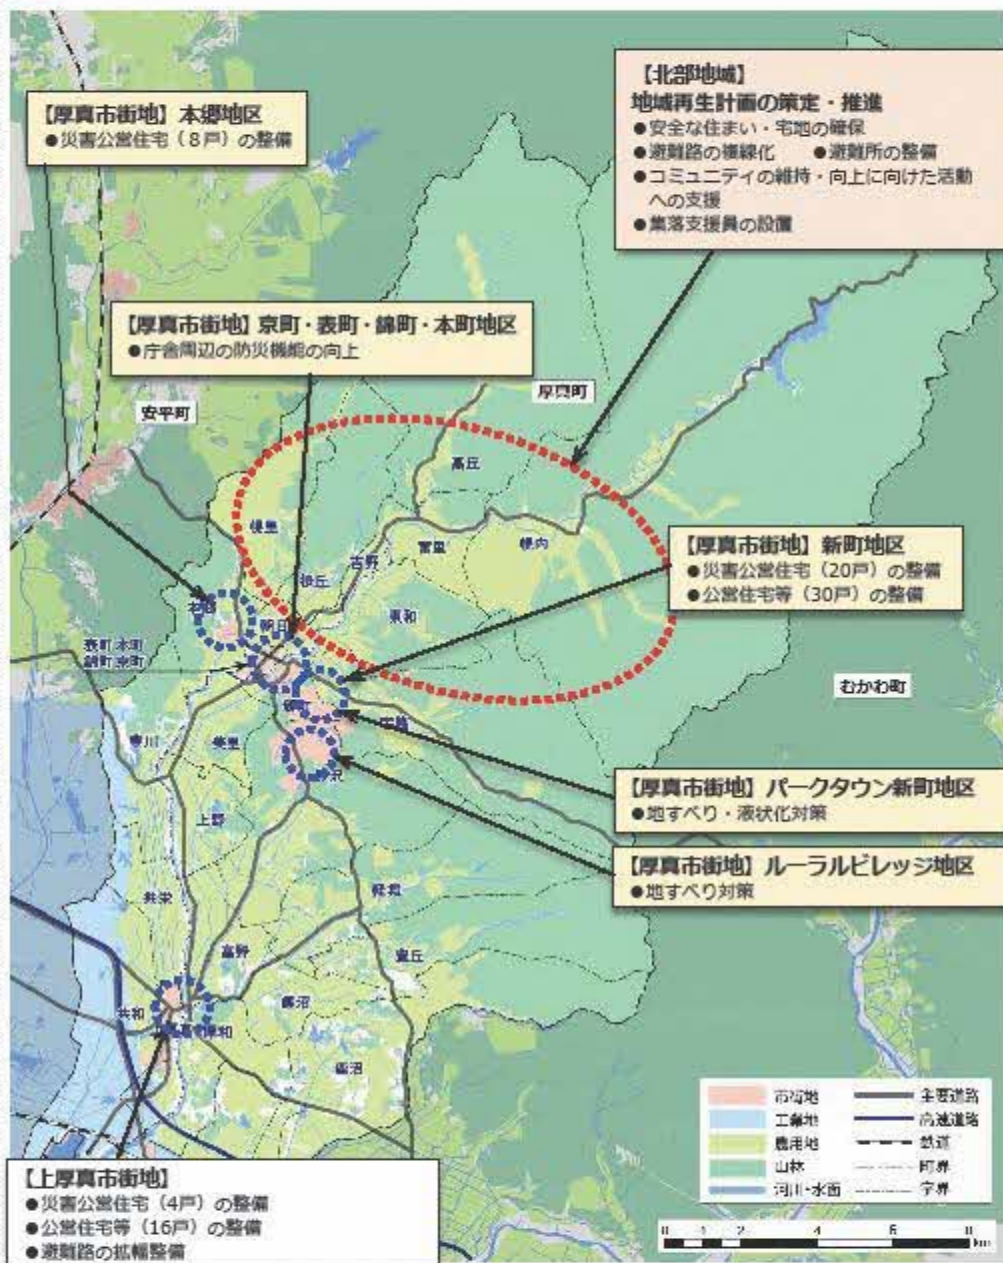 【厚真市街地】本郷地区
●災害公営住宅（８戸）の整備
【北部地域】
地域再生計画の策定・推進
●安全な住まい・宅地の確保
●避難路の複線化　●避難所の整備
●コミュニティの維持・向上に向けた活動
への支援
●集落支援員の設置
【厚真市街地】京町・表町・錦町・本町地区
●庁舎周辺の防災機能の向上
安平町
厚真町
高丘
幌里
富里
幌内
吉野
桜丘
東和
朝日
表町 本町
錦町 京町
【厚真市街地】新町地区
●災害公営住宅（20戸）の整備
●公営住宅等（30戸）の整備
むかわ町
豊川
美里
上野
【厚真市街地】パークタウン新町地区
●地すべり・液状化対策
【厚真市街地】ルーラルビレッジ地区
●地すべり対策
共栄
軽舞
富野
豊丘
鯉沼
共和
鹿沼
【上厚真市街地】
●災害公営住宅（4戸）の整備
●公営住宅等（16戸）の整備
●避難路の拡幅整備
市街地
工業地
農用地
山林
河川・水面
主要道路
高速道路
鉄道
町界
字界
0 1 2 4 6 8
km